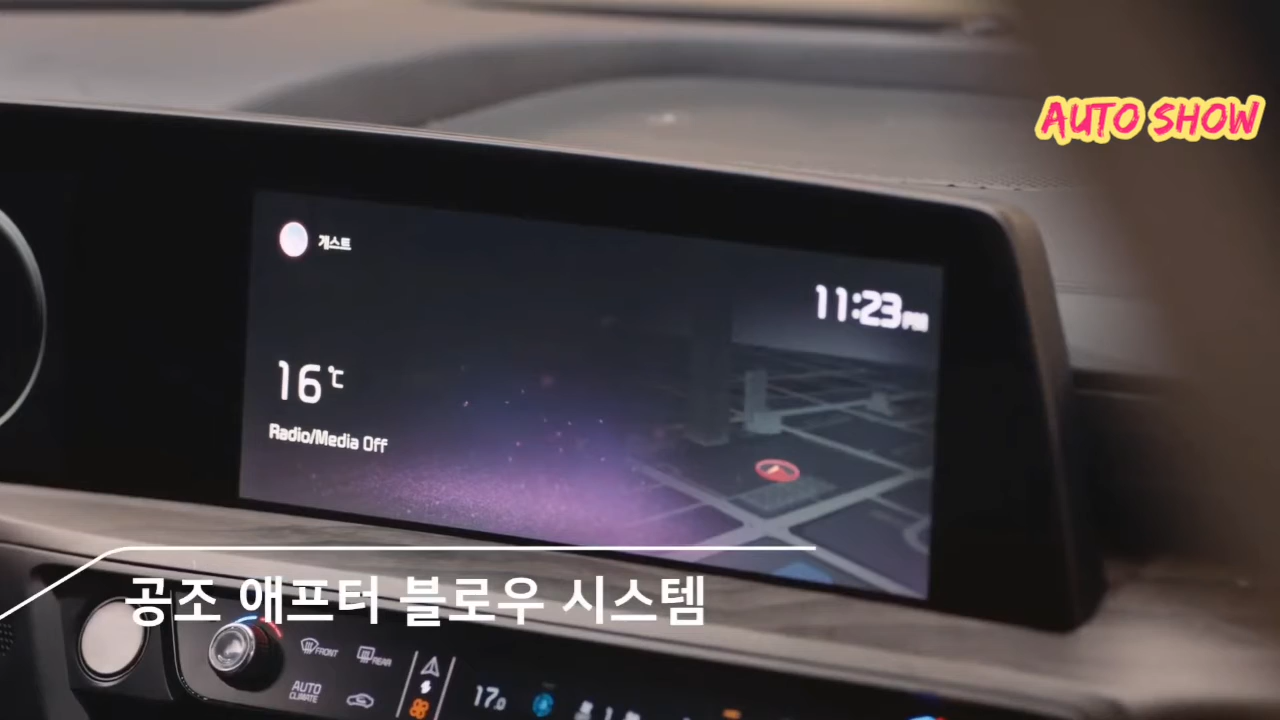 AUTO SHOW
게스트
11:23PM
16℃
Radio/Media Off
공조 애프터 블로우 시스템
FRONT
REAR
AUTO
CLIMATE
17.0